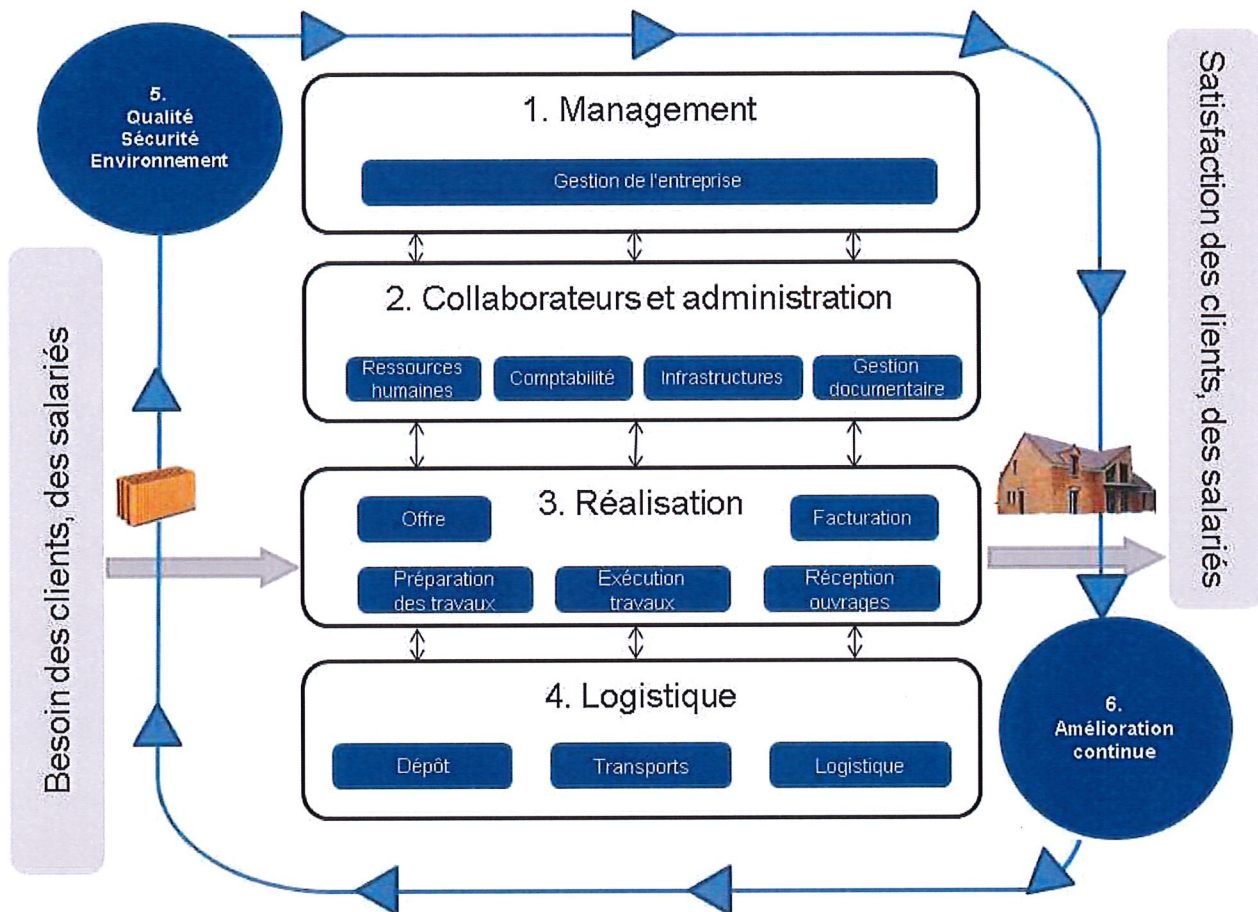 5.
Qualité
Sécurité
Environnement
1. Management
Gestion de l'entreprise
2. Collaborateurs et administration
Ressources
humaines
Comptabilité
Infrastructures
Gestion
documentaire
3. Réalisation
Offre
Facturation
Préparation
des travaux
Exécution
travaux
Réception
ouvrages
4. Logistique
Dépôt
Transports
Logistique
Besoin des clients, des salariés
Satisfaction des clients, des salariés
6.
Amélioration
continue